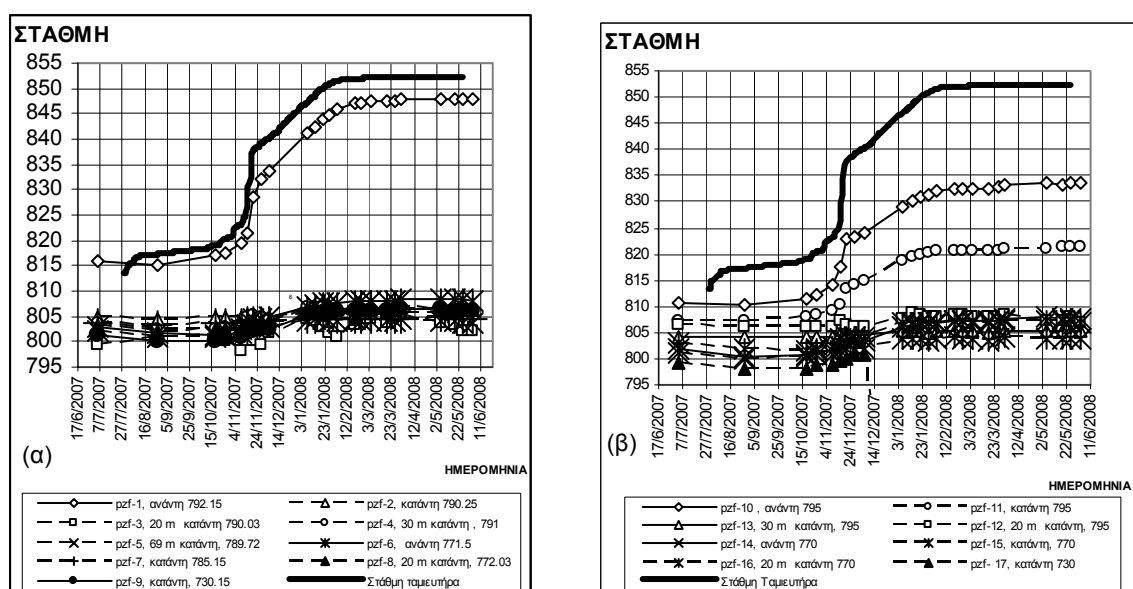 ΣΤΑΘΜΗ
855
850
845
840
835
830
825
820
815
810
805
800
795
17/6/2007
7/7/2007
27/7/2007
16/8/2007
5/9/2007
25/9/2007
15/10/2007
4/11/2007
24/11/2007
14/12/2007
3/1/2008
23/1/2008
12/2/2008
3/3/2008
23/3/2008
12/4/2008
2/5/2008
22/5/2008
11/6/2008
(α)
ΗΜΕΡΟΜΗΝΙΑ
pzf-1, ανάντη 792.15
pzf-2, κατάντη 790.25
pzf-3, 20 m κατάντη 790.03
pzf-4, 30 m κατάντη , 791
pzf-5, 69 m κατάντη, 789.72
pzf-6, ανάντη 771.5
pzf-7, κατάντη 785.15
pzf-8, 20 m κατάντη, 772.03
pzf-9, κατάντη, 730.15
Στάθμη Ταμιευτήρα
ΣΤΑΘΜΗ
855
850
845
840
835
830
825
820
815
810
805
800
795
17/6/2007
7/7/2007
27/7/2007
16/8/2007
5/9/2007
25/9/2007
15/10/2007
4/11/2007
24/11/2007
14/12/2007
3/1/2008
23/1/2008
12/2/2008
3/3/2008
23/3/2008
12/4/2008
2/5/2008
22/5/2008
11/6/2008
(β)
ΗΜΕΡΟΜΗΝΙΑ
pzf-10 , ανάντη 795
pzf-11, κατάντη 795
pzf-13, 30 m κατάντη, 795
pzf-12, 20 m κατάντη, 795
pzf-14, ανάντη 770
pzf-15, κατάντη, 770
pzf-16, 20 m κατάντη 770
pzf- 17, κατάντη 730
Στάθμη Ταμιευτήρα